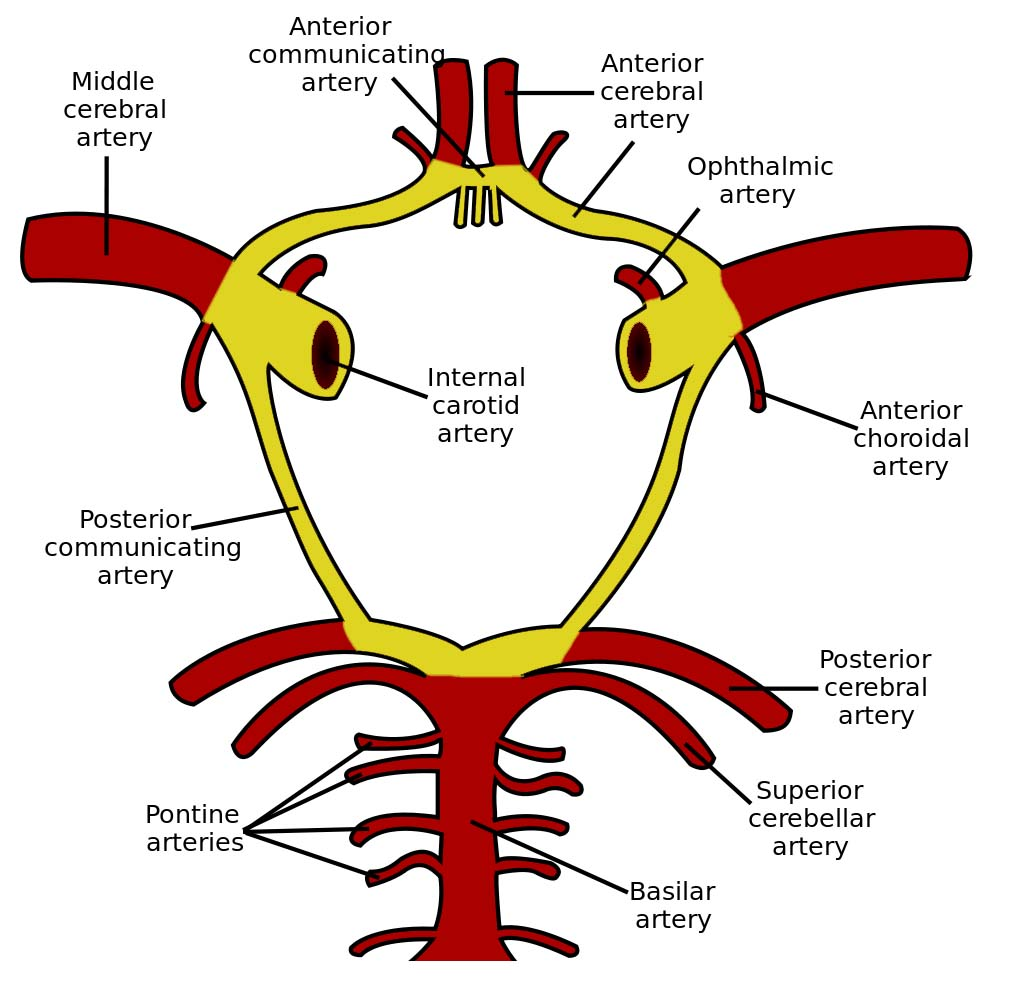 Anterior
communicating
artery
Middle
cerebral
artery
Anterior
cerebral
artery
Ophthalmic
artery
Internal
carotid
artery
Anterior
choroidal
artery
Posterior
communicating
artery
Posterior
cerebral
artery
Superior
cerebellar
artery
Pontine
arteries
Basilar
artery